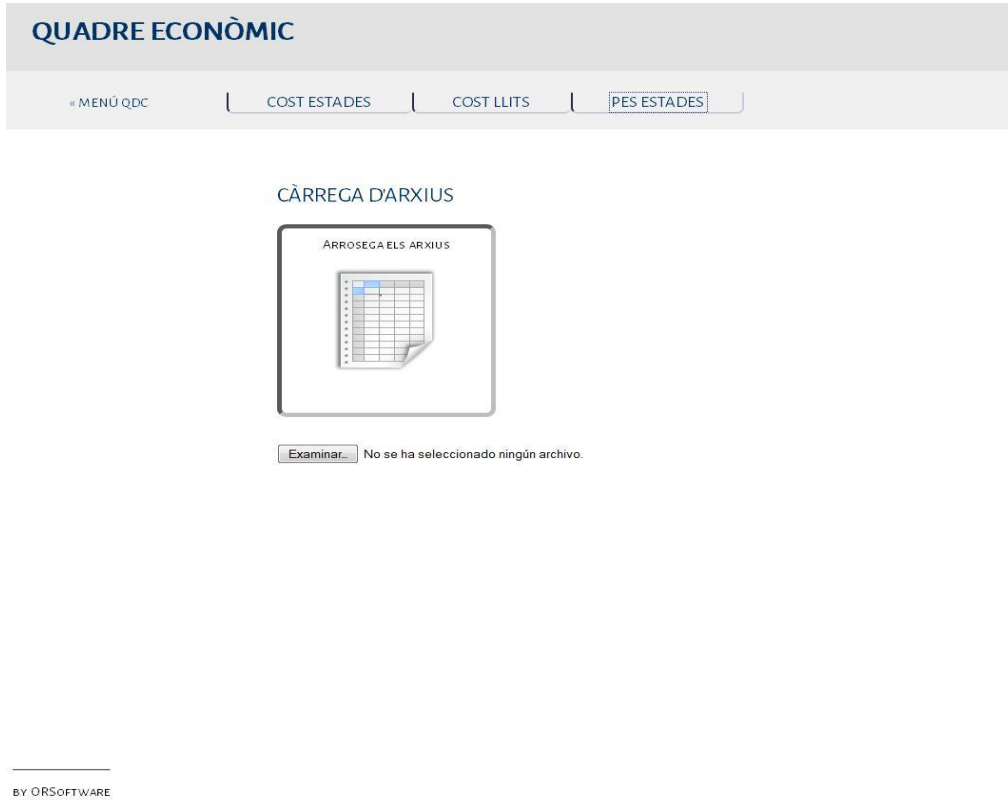 QUADRE ECONÒMIC
« MENÚ QDC COST ESTADES COST LLITS PES ESTADES
CÀRREGA D'ARXIUS
ARROSEGA ELS ARXIUS
Examinar... No se ha seleccionado ningún archivo.
BY ORSOFTWARE